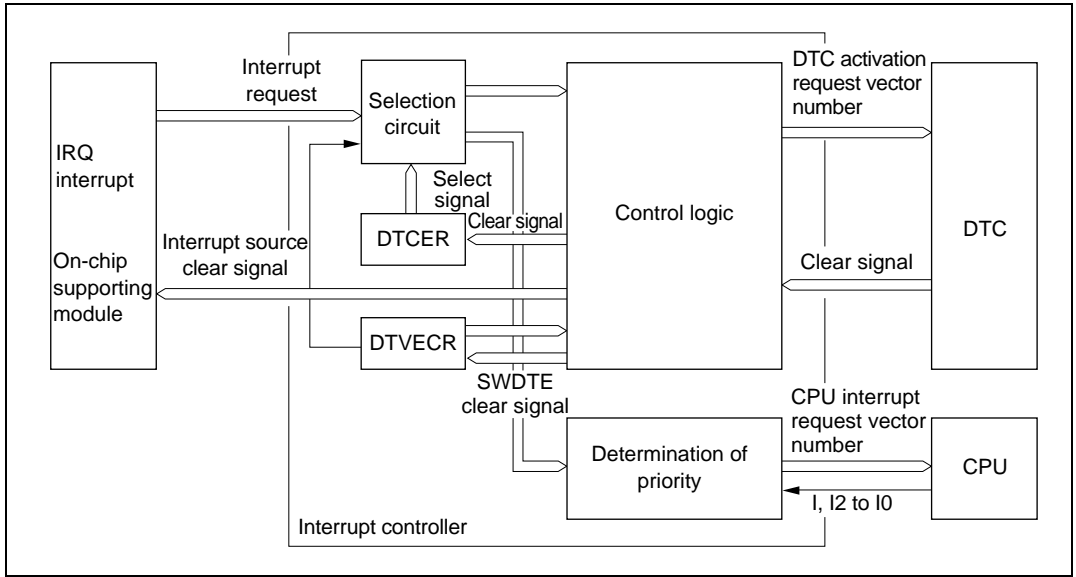 Interrupt
request
Selection
circuit
DTC activation
request vector
number
IRQ
interrupt
On-chip
supporting
module
Select
signal
DTCER
Clear signal
Control logic
DTC
Interrupt source
clear signal
Clear signal
DTVECR
SWDTE
clear signal
CPU interrupt
request vector
number
Determination of
priority
CPU
I, I2 to I0
Interrupt controller